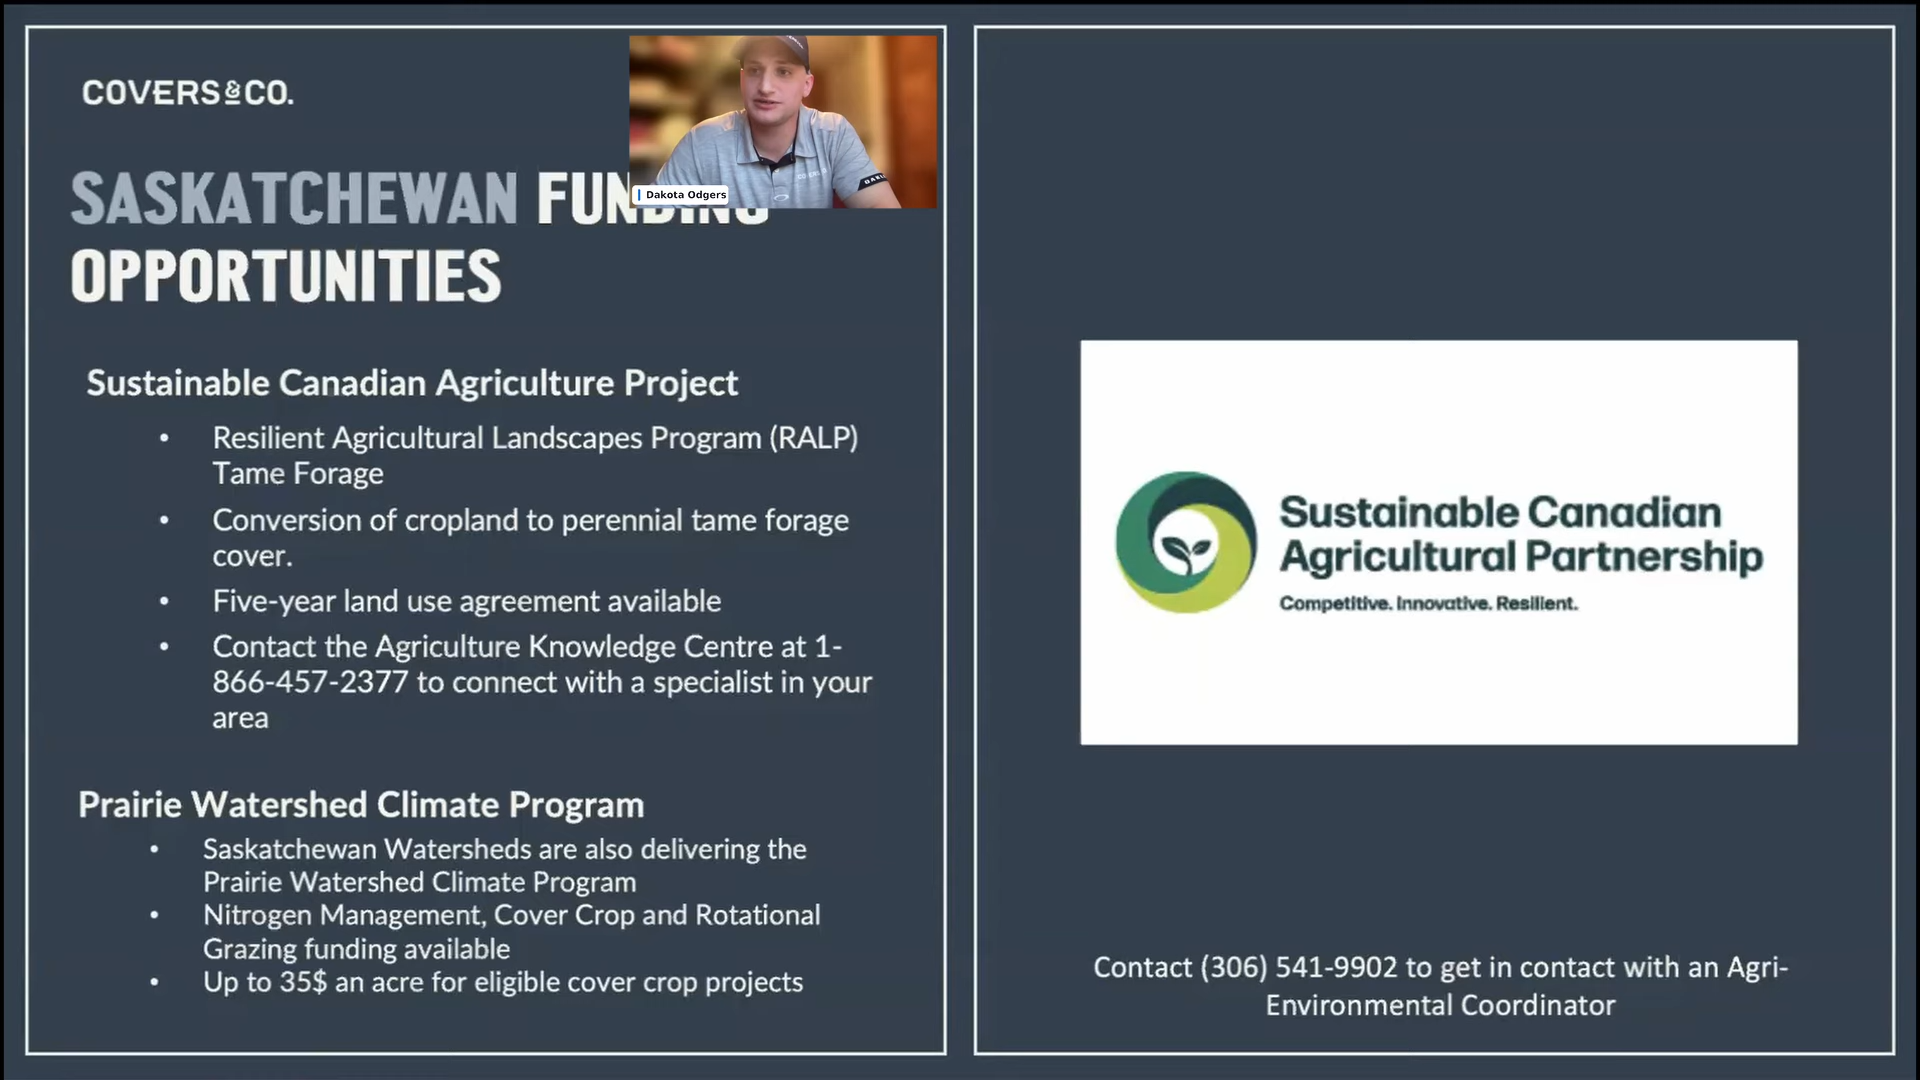 COVERS&CO.
SASKATCHEWAN FUNDING
OPPORTUNITIES
Dakota Odgers
Sustainable Canadian Agriculture Project
• Resilient Agricultural Landscapes Program (RALP)
Tame Forage
• Conversion of cropland to perennial tame forage
cover.
• Five-year land use agreement available
• Contact the Agriculture Knowledge Centre at 1-
866-457-2377 to connect with a specialist in your
area
Prairie Watershed Climate Program
• Saskatchewan Watersheds are also delivering the
Prairie Watershed Climate Program
• Nitrogen Management, Cover Crop and Rotational
Grazing funding available
• Up to 35$ an acre for eligible cover crop projects
Sustainable Canadian
Agricultural Partnership
Competitive. Innovative. Resilient.
Contact (306) 541-9902 to get in contact with an Agri-
Environmental Coordinator